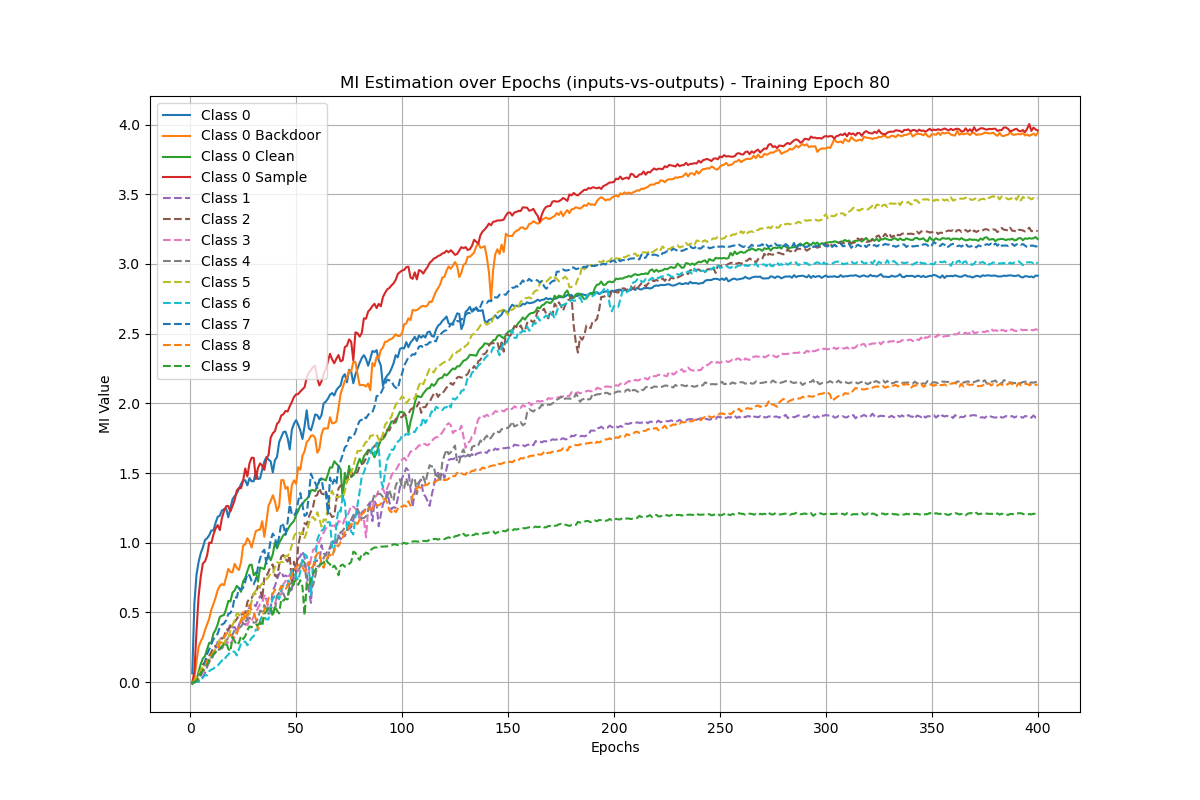 MI Estimation over Epochs (inputs-vs-outputs) - Training Epoch 80
MI Value
4.0
3.5
3.0
2.5
2.0
1.5
1.0
0.5
0.0
Class 0
Class 0 Backdoor
Class 0 Clean
Class 0 Sample
Class 1
Class 2
Class 3
Class 4
Class 5
Class 6
Class 7
Class 8
Class 9
0 50 100 150 200 250 300 350 400
Epochs